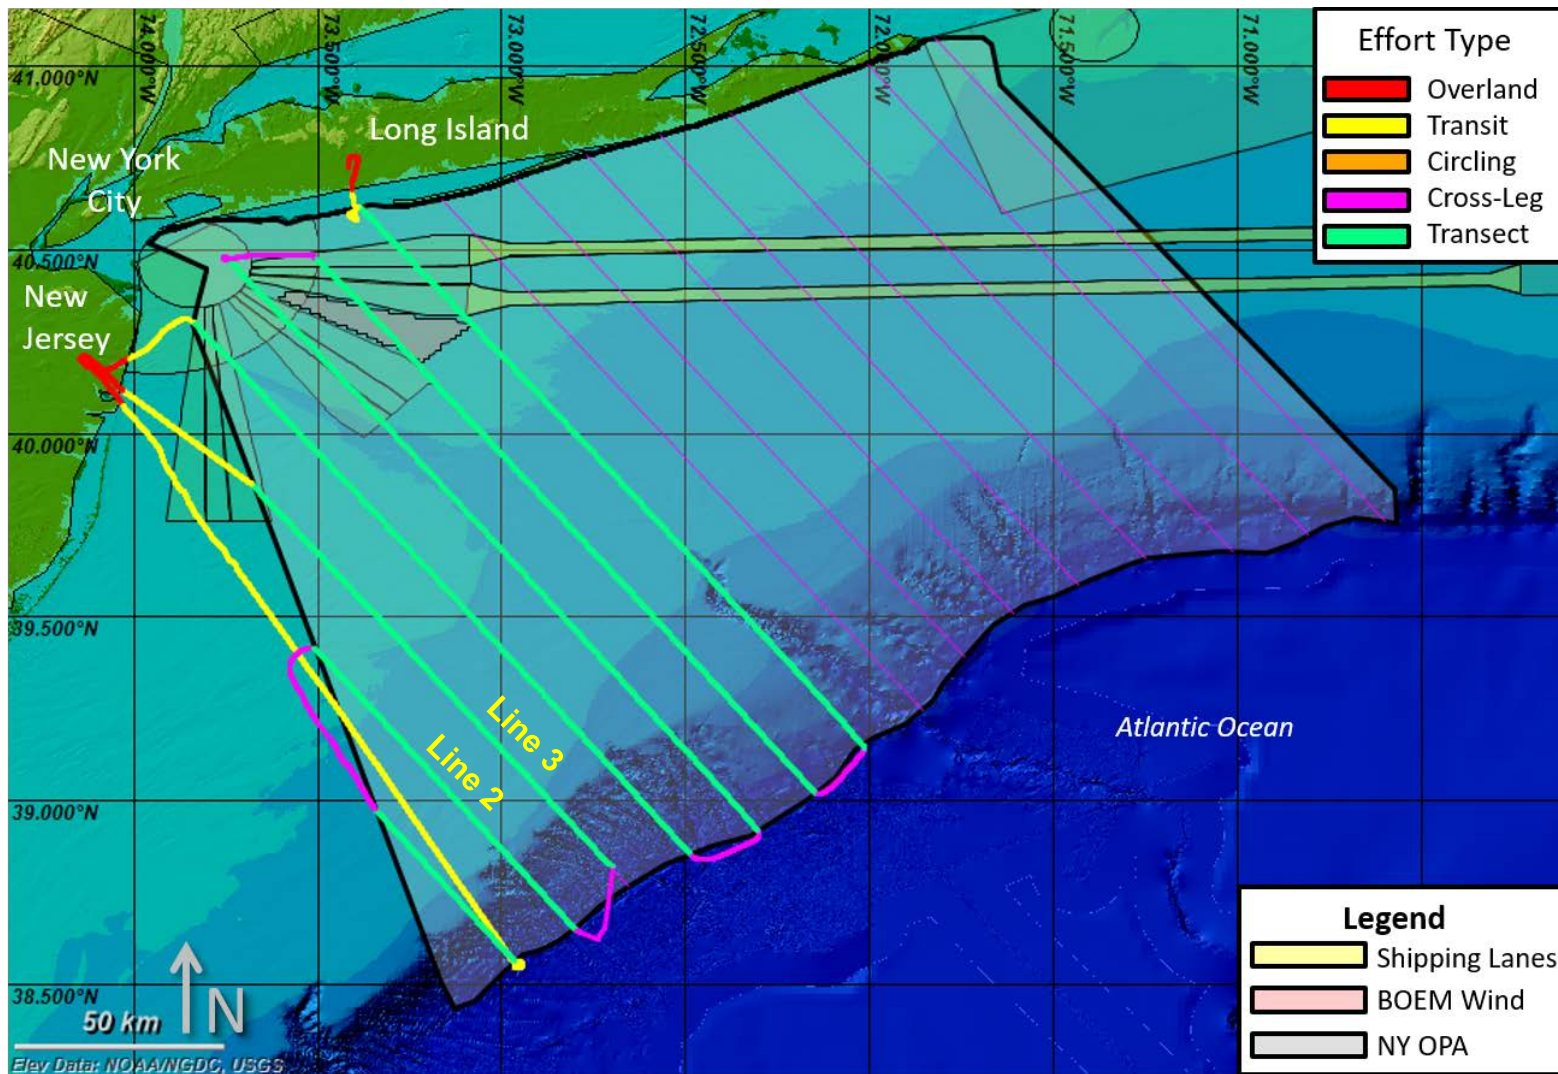 74.000°W
73.500°W
73.000°W
72.500°W
72.000°W
71.500°W
71.000°W
41.000°N
40.500°N
40.000°N
39.500°N
39.000°N
38.500°N
Effort Type
Overland
Transit
Circling
Cross-Leg
Transect
Long Island
New York
City
New
Jersey
Line 3
Line 2
Atlantic Ocean
N
50 km
Elev Data: NOAA/NGDC, USGS
Legend
Shipping Lanes
BOEM Wind
NY OPA